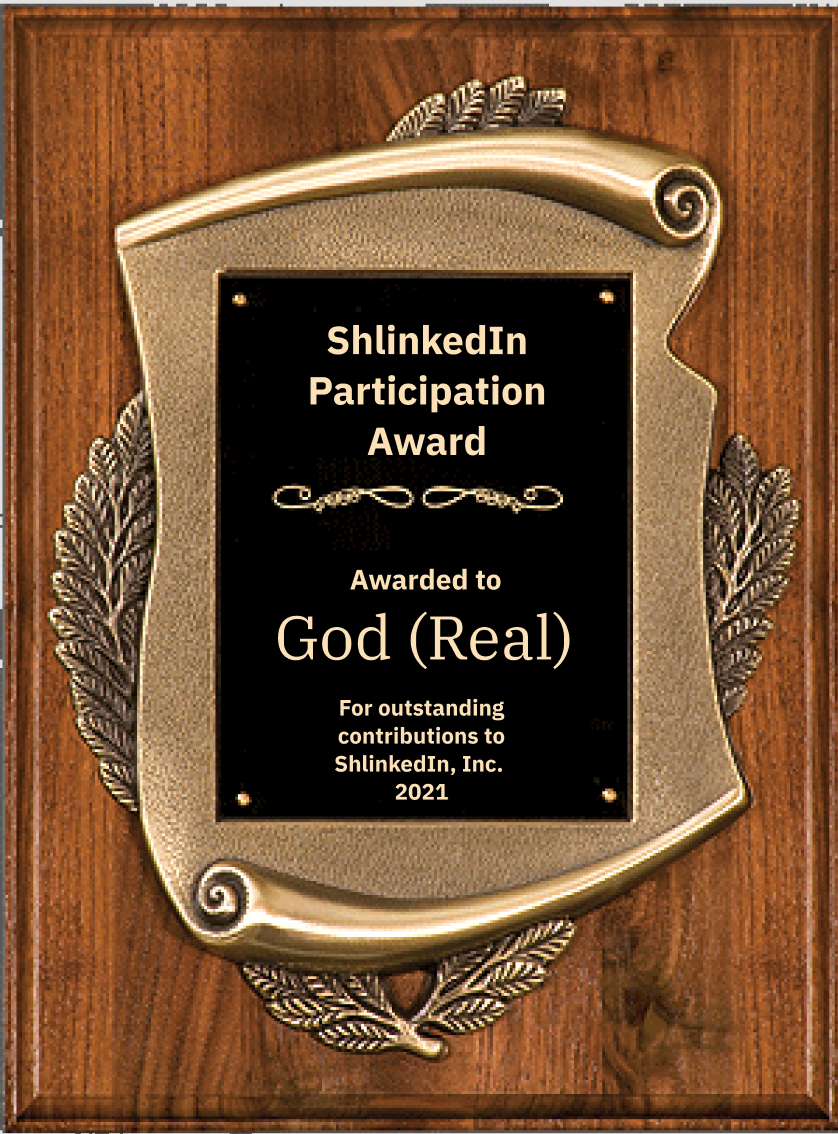 ShlinkedIn
Participation
Award
Awarded to
God (Real)
For outstanding
contributions to
ShlinkedIn, Inc.
2021